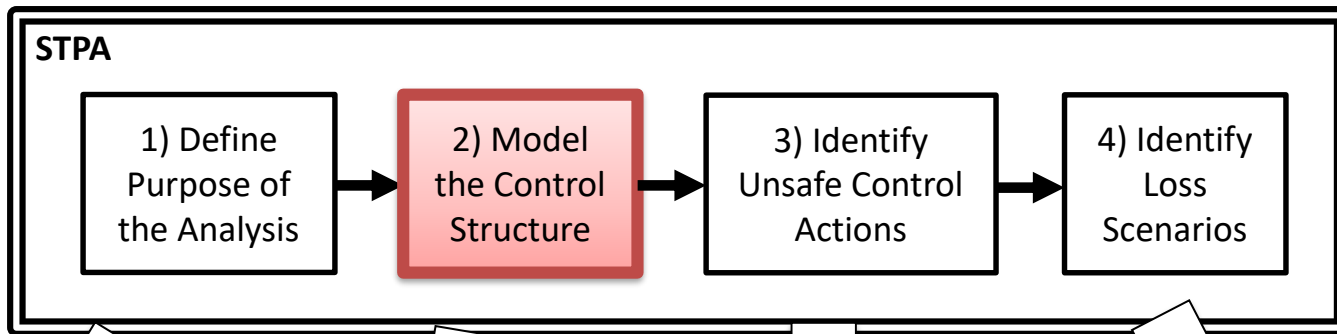 STPA
1) Define
Purpose of
the Analysis
2) Model
the Control
Structure
3) Identify
Unsafe Control
Actions
4) Identify
Loss
Scenarios